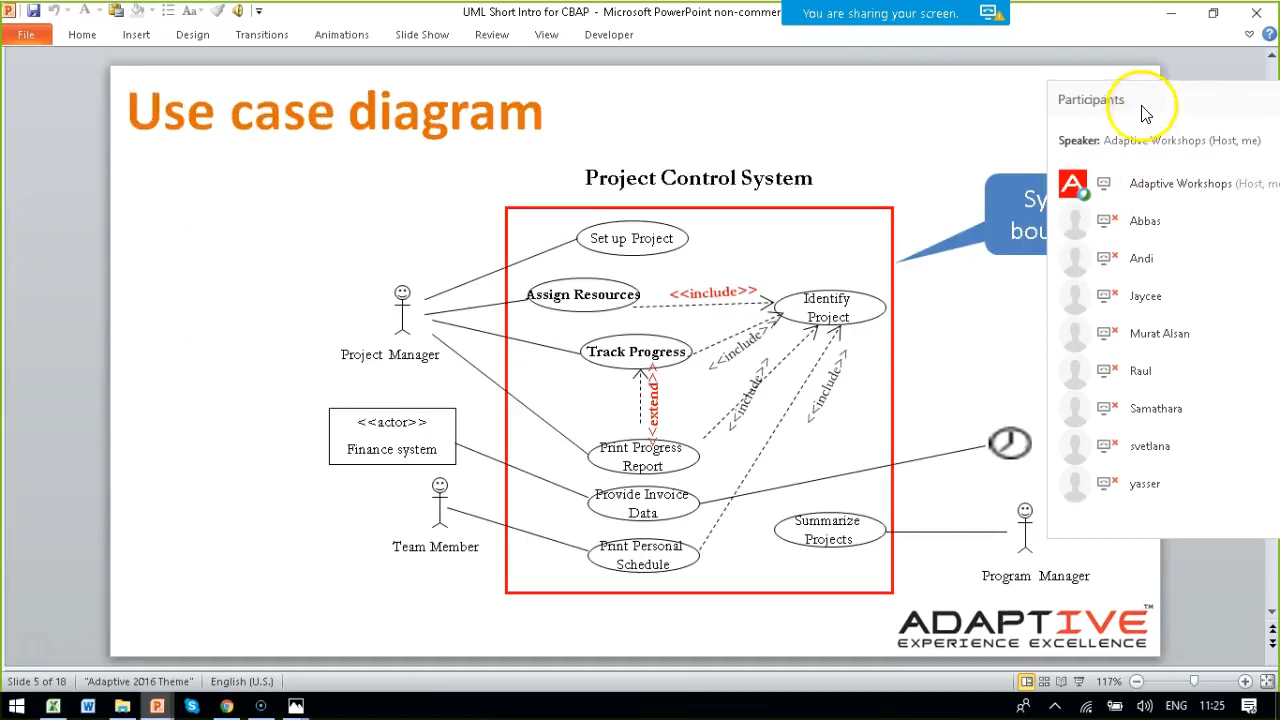 UML Short Intro for CBAP - Microsoft PowerPoint non-commer
You are sharing your screen.
File Home Insert Design Transitions Animations Slide Show Review View Developer
Use case diagram
Project Control System
Participants
Speaker: Adaptive Workshops (Host, me)
Adaptive Workshops (Host, me
Abbas
Andi
Jaycee
Murat Alsan
Raul
Samathara
svetlana
yasser
Set up Project
Assign Resources
<<include>>
Identify
Project
Track Progress
<<include>>
<<include>>
<<include>>
<extend>
Print Progress
Report
Provide Invoice
Data
Print Personal
Schedule
Summarize
Projects
Project Manager
<<actor>>
Finance system
Team Member
Program Manager
ADAPTIVE™
EXPERIENCE EXCELLENCE
Slide 5 of 18 "Adaptive 2016 Theme" English (U.S.) 117%
ENG 11:25